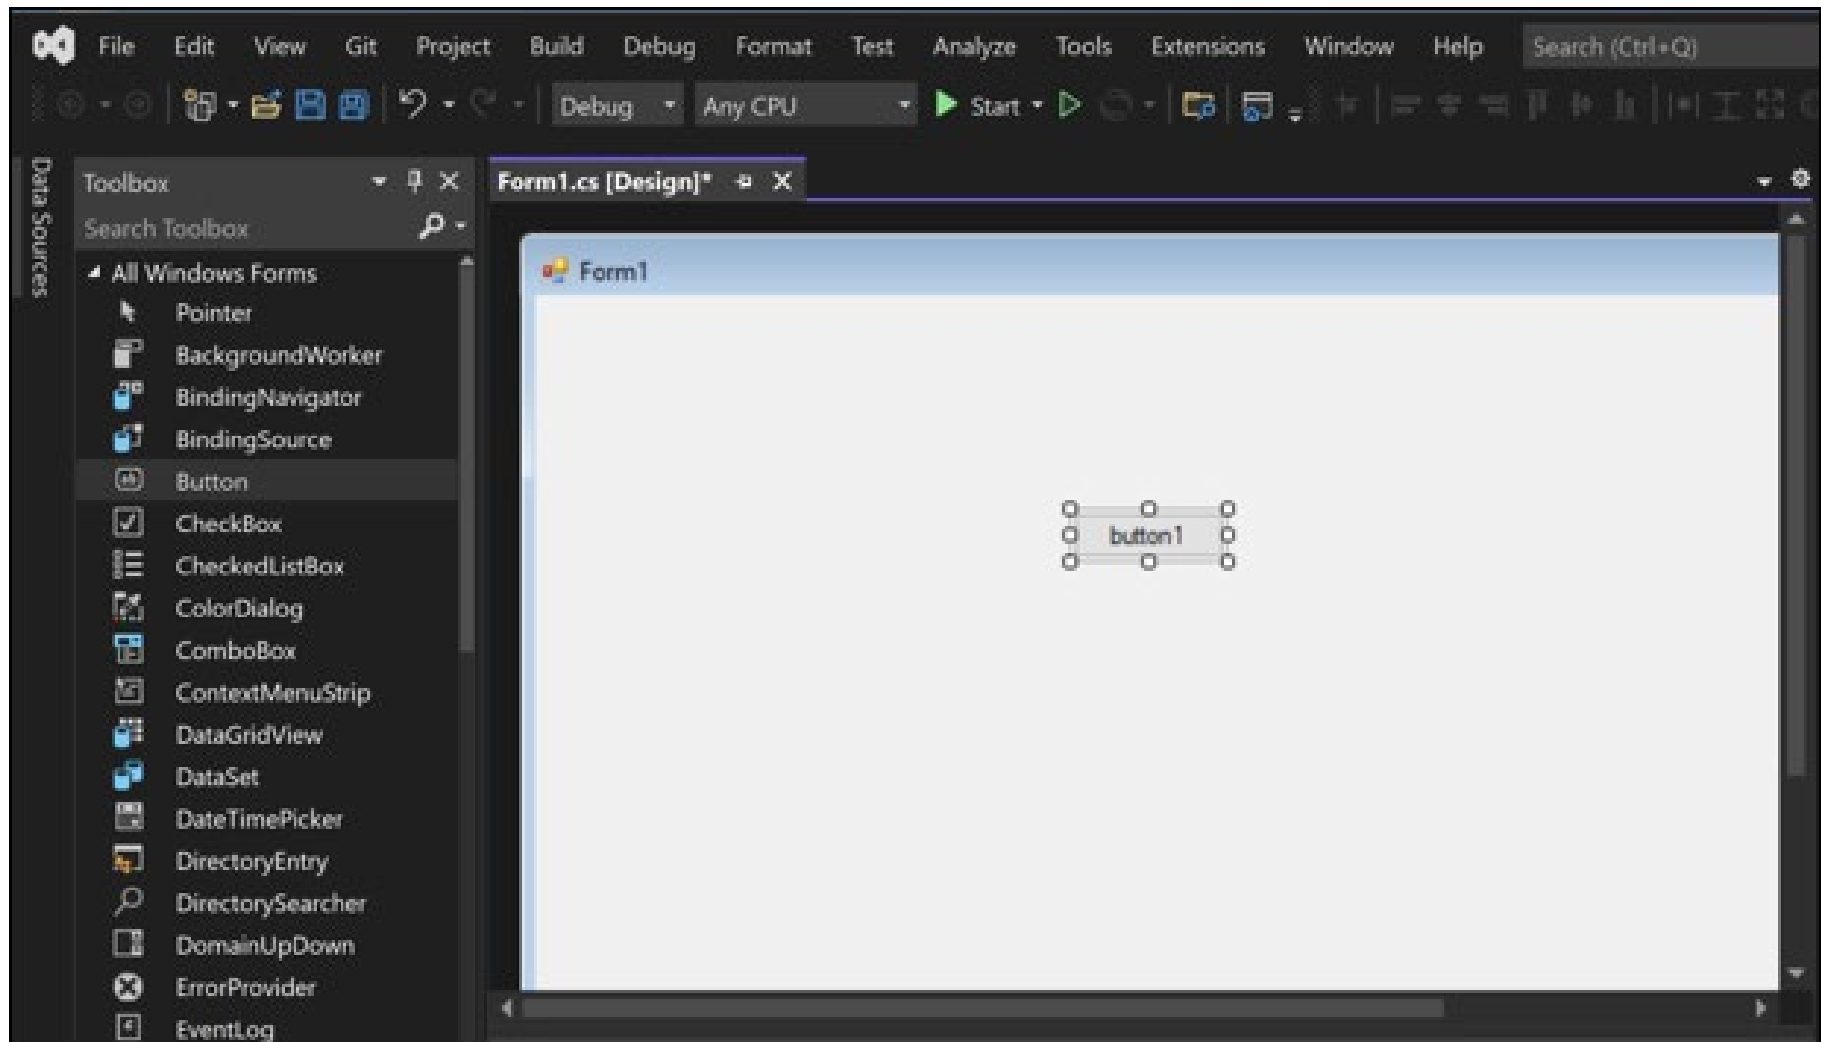 File Edit View Git Project Build Debug Format Test Analyze Tools Extensions Window Help Search (Ctrl+Q)
Debug Any CPU Start
Data Sources
Toolbox
Search Toolbox
All Windows Forms
Pointer
BackgroundWorker
BindingNavigator
BindingSource
Button
CheckBox
CheckedListBox
ColorDialog
ComboBox
ContextMenuStrip
DataGridView
DataSet
DateTimePicker
DirectoryEntry
DirectorySearcher
DomainUpDown
ErrorProvider
EventLog
Form1.cs [Design]*
Form1
button1